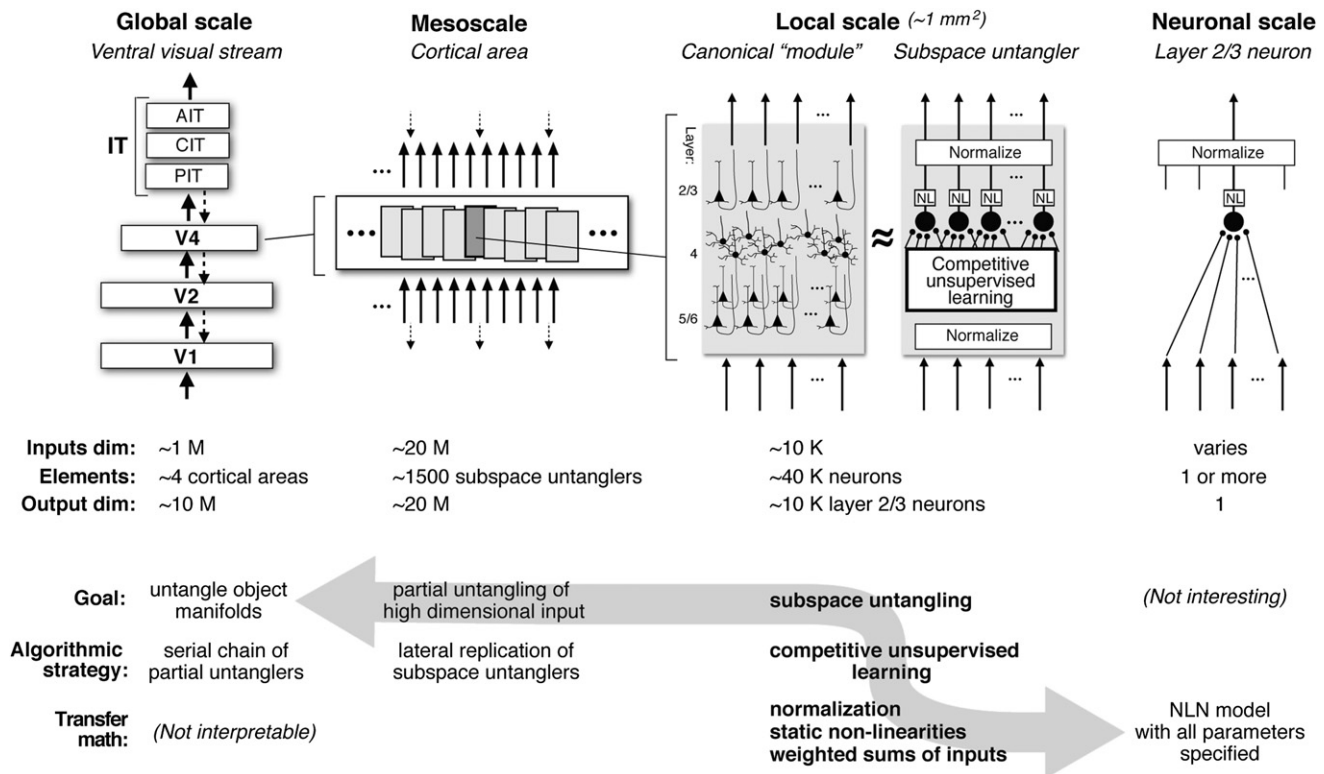 Global scale
Ventral visual stream
Mesoscale
Cortical area
Local scale (~1 mm²)
Canonical “module”
Subspace untangler
Neuronal scale
Layer 2/3 neuron
IT
AIT
CIT
PIT
V4
V2
V1
...
...
•••
•••
...
...
Layer:
2/3
4
5/6
...
...
...
...
...
≈
...
...
Normalize
...
NL
NL
NL
NL
...
Competitive
unsupervised
learning
Normalize
...
Normalize
NL
...
...
Inputs dim: ~1 M ~20 M ~10 K varies
Elements: ~4 cortical areas ~1500 subspace untanglers ~40 K neurons 1 or more
Output dim: ~10 M ~20 M ~10 K layer 2/3 neurons 1
Goal:
untangle object
manifolds
partial untangling of
high dimensional input
subspace untangling
(Not interesting)
Algorithmic
strategy:
serial chain of
partial untanglers
lateral replication of
subspace untanglers
competitive unsupervised
learning
Transfer
math:
(Not interpretable)
normalization
static non-linearities
weighted sums of inputs
NLN model
with all parameters
specified